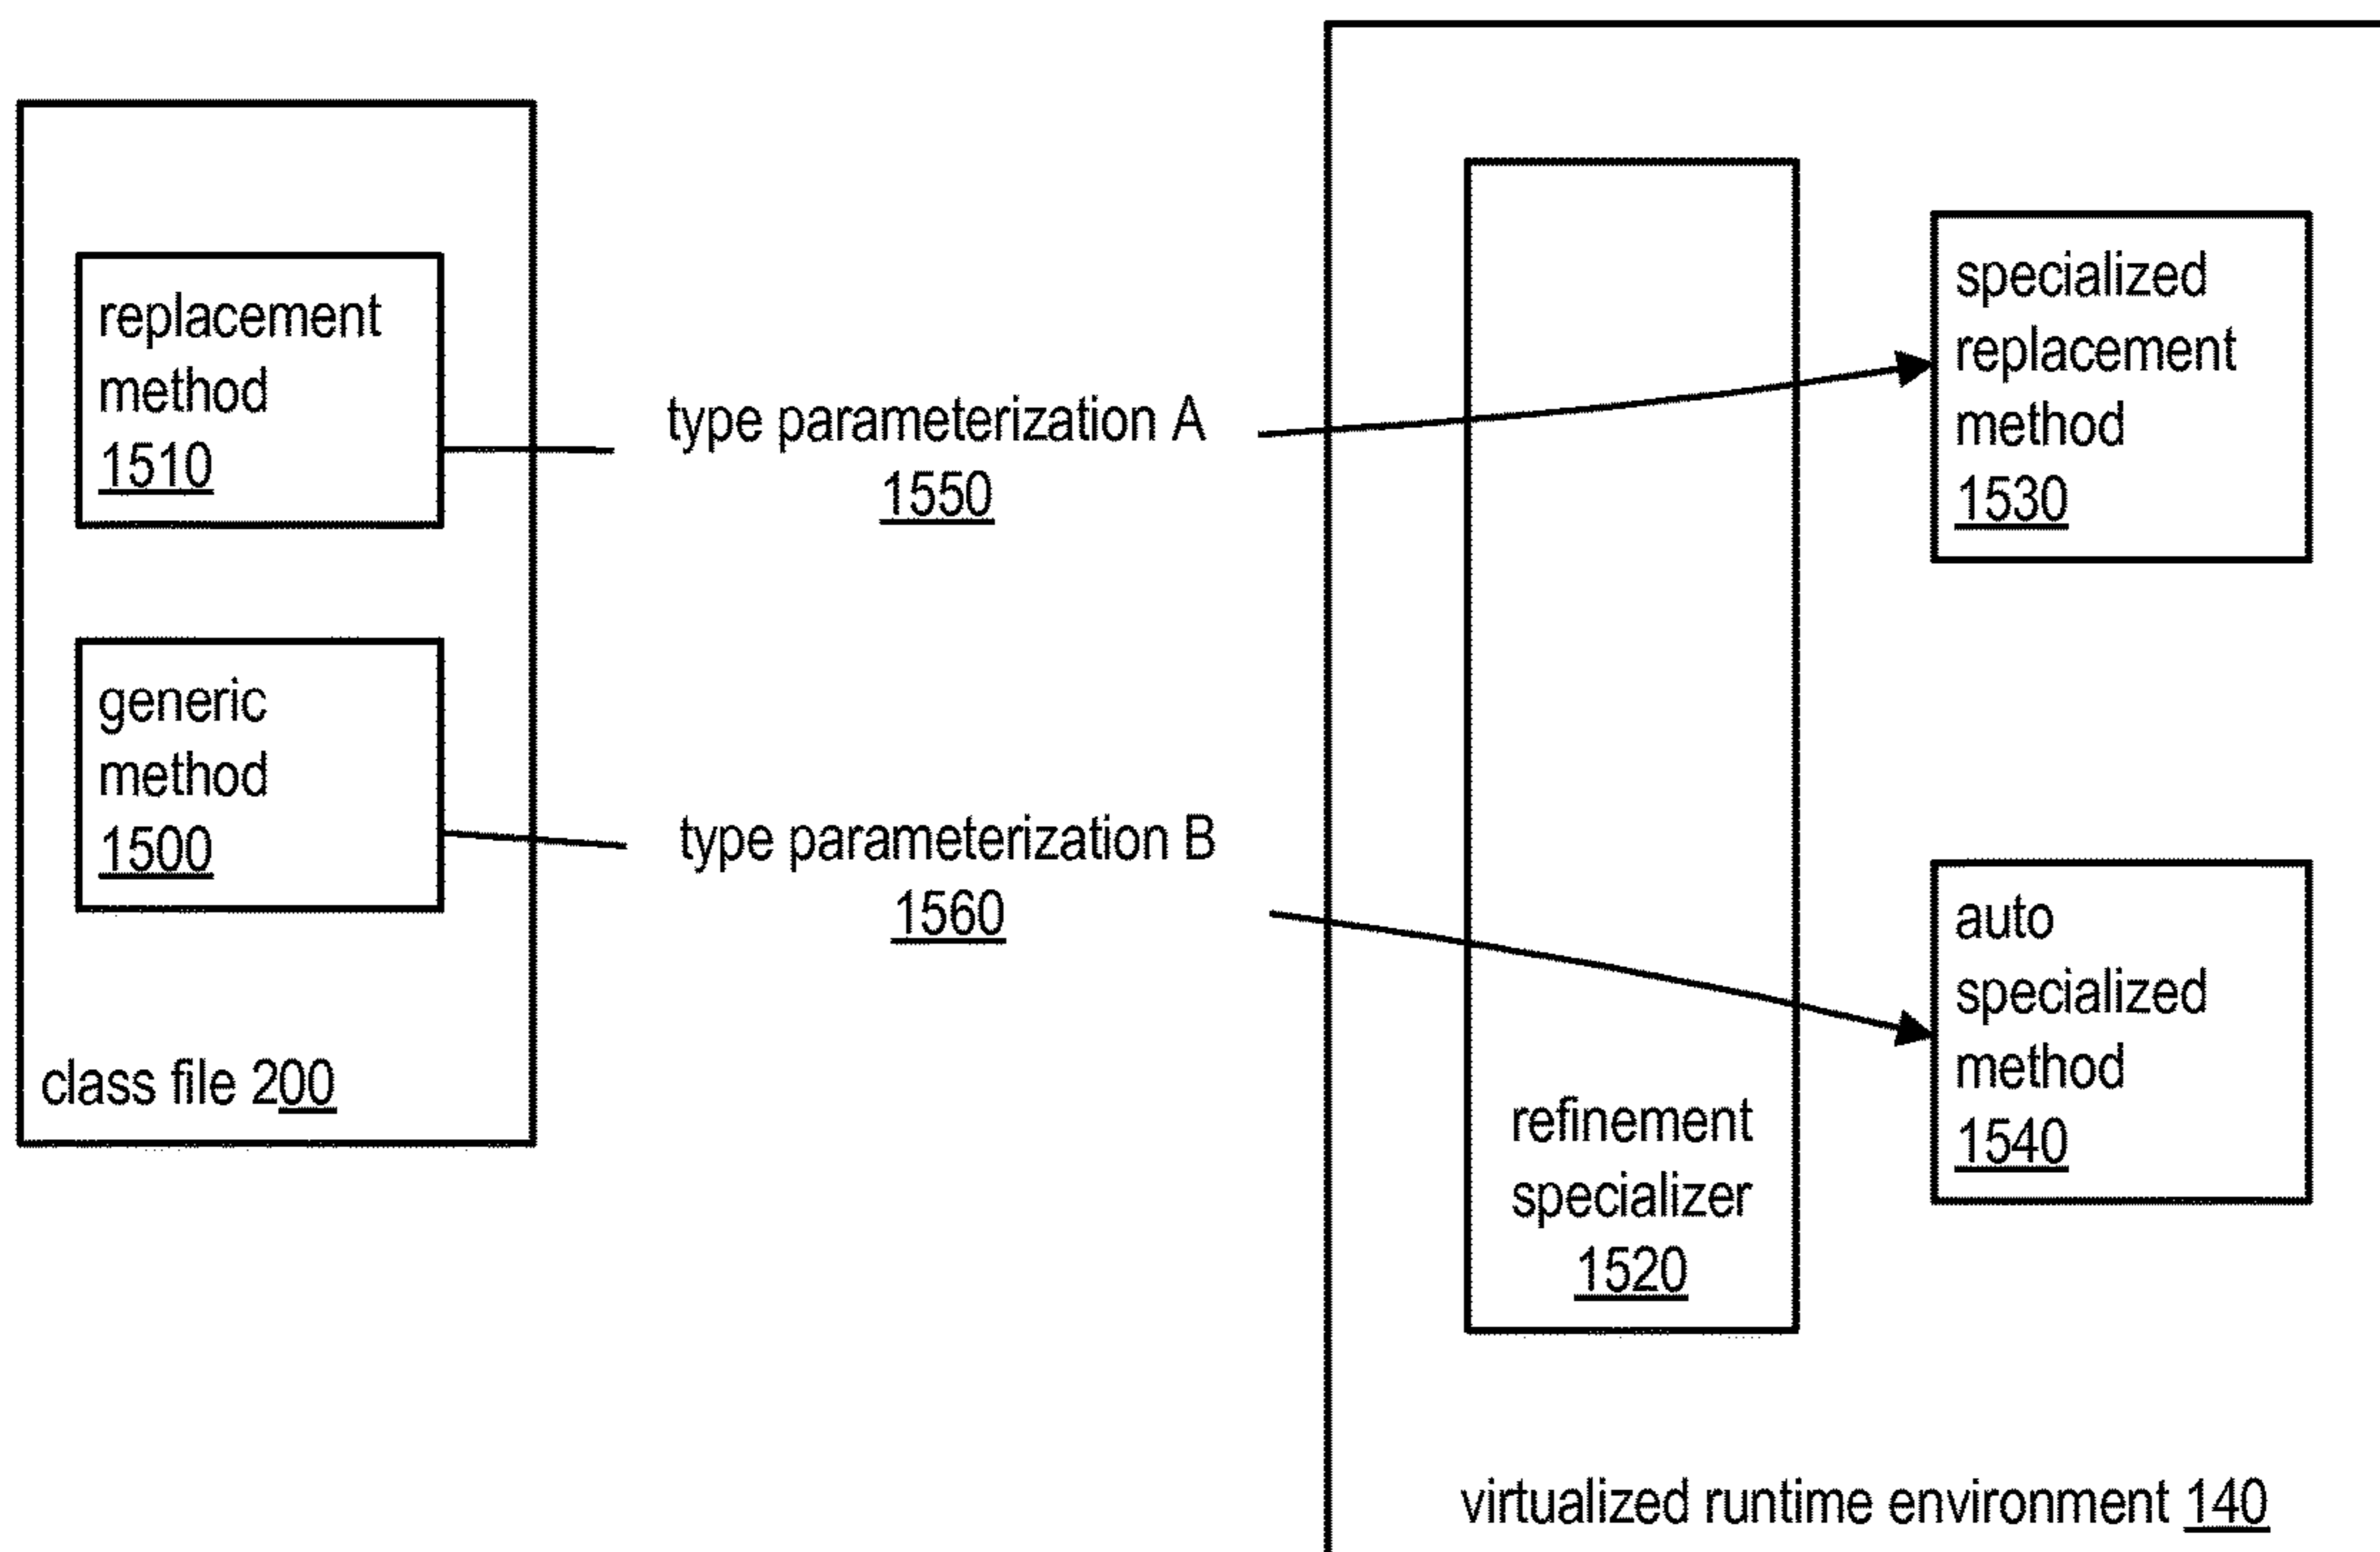 replacement
method
1510
generic
method
1500
class file 200
type parameterization A
1550
type parameterization B
1560
refinement
specializer
1520
specialized
replacement
method
1530
auto
specialized
method
1540
virtualized runtime environment 140